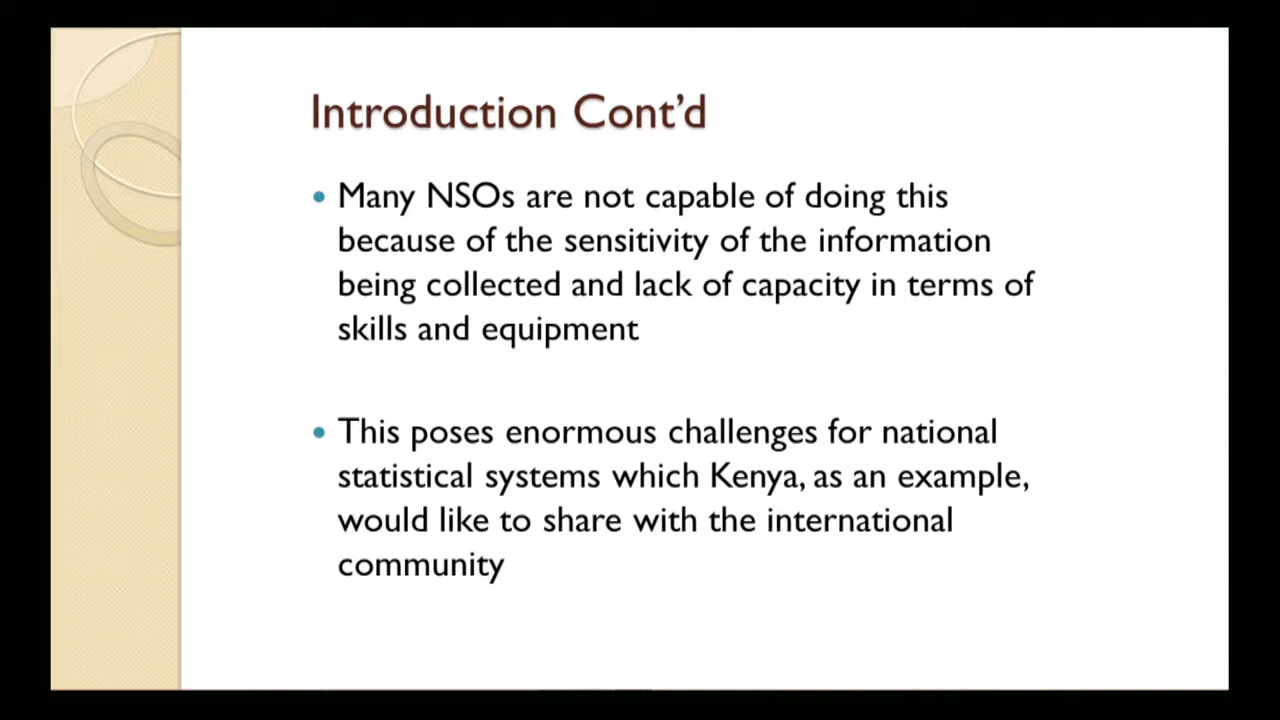 Introduction Cont’d
• Many NSOs are not capable of doing this
because of the sensitivity of the information
being collected and lack of capacity in terms of
skills and equipment
• This poses enormous challenges for national
statistical systems which Kenya, as an example,
would like to share with the international
community